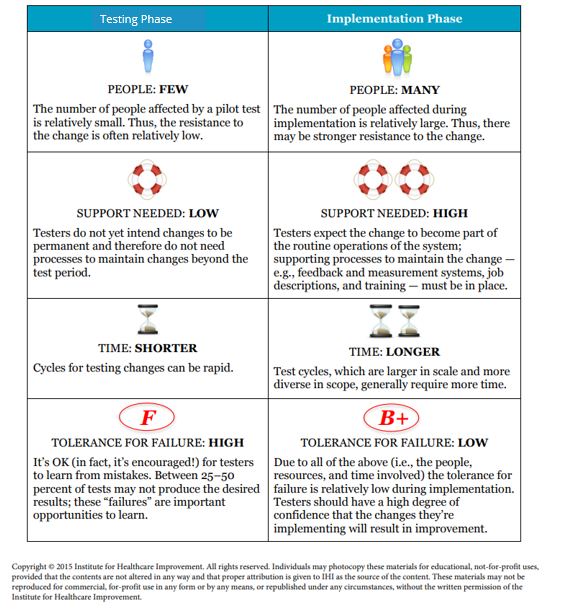 Testing Phase
Implementation Phase
PEOPLE: FEW
The number of people affected by a pilot test
is relatively small. Thus, the resistance to
the change is often relatively low.
PEOPLE: MANY
The number of people affected during
implementation is relatively large. Thus, there
may be stronger resistance to the change.
SUPPORT NEEDED: LOW
Testers do not yet intend changes to be
permanent and therefore do not need
processes to maintain changes beyond the
test period.
SUPPORT NEEDED: HIGH
Testers expect the change to become part of
the routine operations of the system;
supporting processes to maintain the change —
e.g., feedback and measurement systems, job
descriptions, and training — must be in place.
TIME: SHORTER
Cycles for testing changes can be rapid.
TIME: LONGER
Test cycles, which are larger in scale and more
diverse in scope, generally require more time.
F
TOLERANCE FOR FAILURE: HIGH
It's OK (in fact, it's encouraged!) for testers
to learn from mistakes. Between 25–50
percent of tests may not produce the desired
results; these “failures” are important
opportunities to learn.
B+
TOLERANCE FOR FAILURE: LOW
Due to all of the above (i.e., the people,
resources, and time involved) the tolerance for
failure is relatively low during implementation.
Testers should have a high degree of
confidence that the changes they're
implementing will result in improvement.
Copyright © 2015 Institute for Healthcare Improvement. All rights reserved. Individuals may photocopy these materials for educational, not-for-profit uses,
provided that the contents are not altered in any way and that proper attribution is given to IHI as the source of the content. These materials may not be
reproduced for commercial, for-profit use in any form or by any means, or republished under any circumstances, without the written permission of the
Institute for Healthcare Improvement.